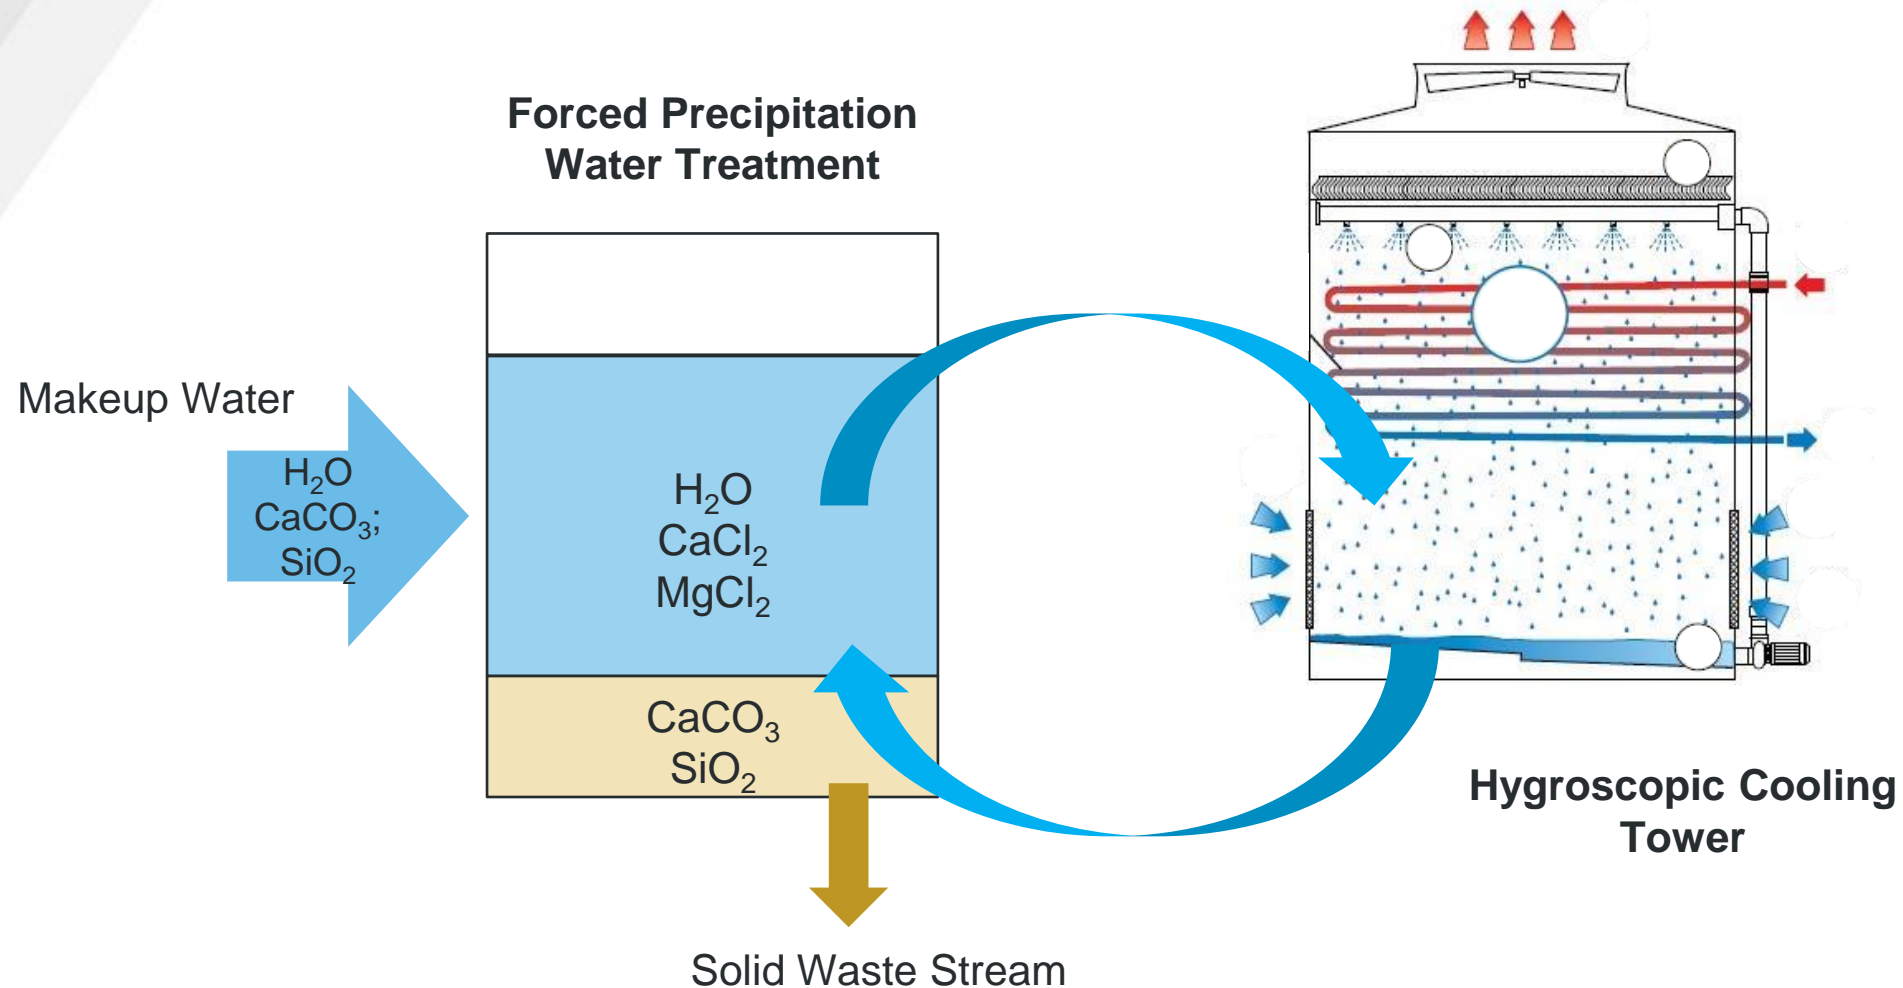 Forced Precipitation
Water Treatment
Makeup Water
H₂O
CaCO₃;
SiO₂
H₂O
CaCl₂
MgCl₂
CaCO₃
SiO₂
Solid Waste Stream
Hygroscopic Cooling
Tower